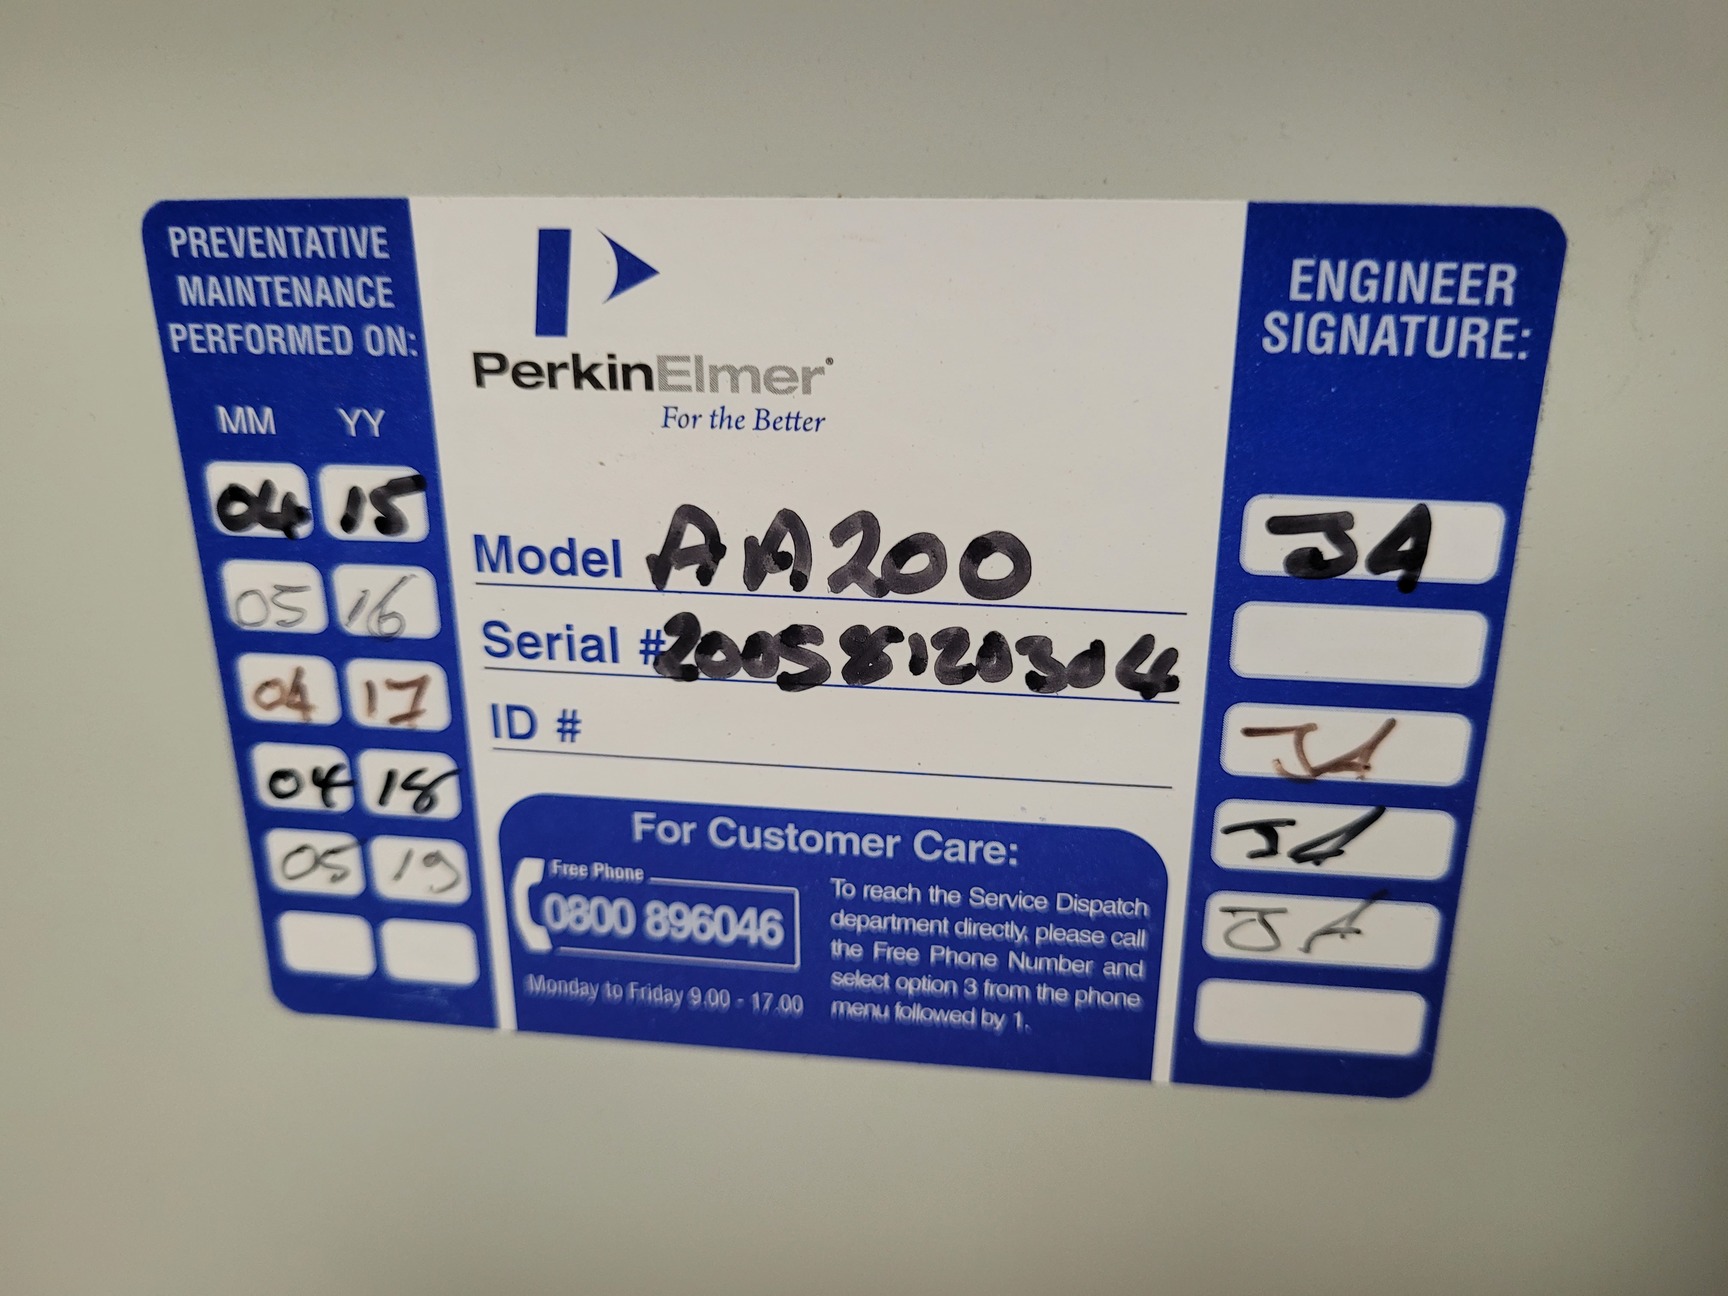 PREVENTATIVE
MAINTENANCE
PERFORMED ON:
MM YY
04 15
05 16
04 17
04 18
05 19
PerkinElmer
For the Better
Model AA200
Serial #200S8120304
ID #
For Customer Care:
Free Phone
0800 896046
Monday to Friday 9.00 - 17.00
To reach the Service Dispatch
department directly, please call
the Free Phone Number and
select option 3 from the phone
menu followed by 1.
ENGINEER
SIGNATURE:
JA
JA
JA
JA